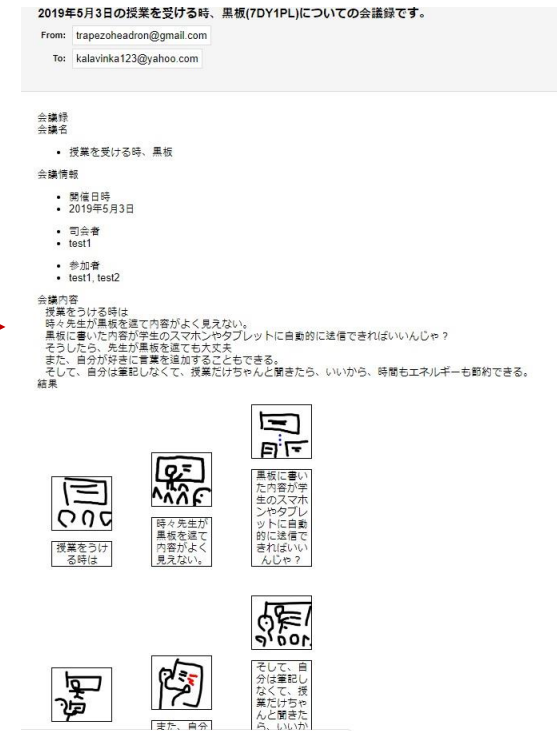 2019年5月3日の授業を受ける時、黒板(7DY1PL)についての会議録です。
From: trapezoheadron@gmail.com
To: kalavinka123@yahoo.com
会議録
会議名
授業を受ける時、黒板
会議情報
開催日時
2019年5月3日
司会者
test1
参加者
test1, test2
会議内容
授業をうける時は
時々先生が黒板を遮て内容がよく見えない。
黒板に書いた内容が学生のスマホンやタブレットに自動的に送信できればいいんじゃ？
そうしたら、先生が黒板を遮ても大丈夫
また、自分が好きに言葉を追加することもできる。
そして、自分は筆記しなくて、授業だけちゃんと聞きたら、いいから、時間もエネルギーも節約できる。
結果
授業をうけ
る時は
時々先生が
黒板を遮て
内容がよく
見えない。
黒板に書い
た内容が学
生のスマホ
ンやタブレ
ットに自動
的に送信で
きればいい
んじゃ？
また、自分
そして、自
分は筆記し
なくて、授
業だけちゃ
んと聞きた
ら、いいか